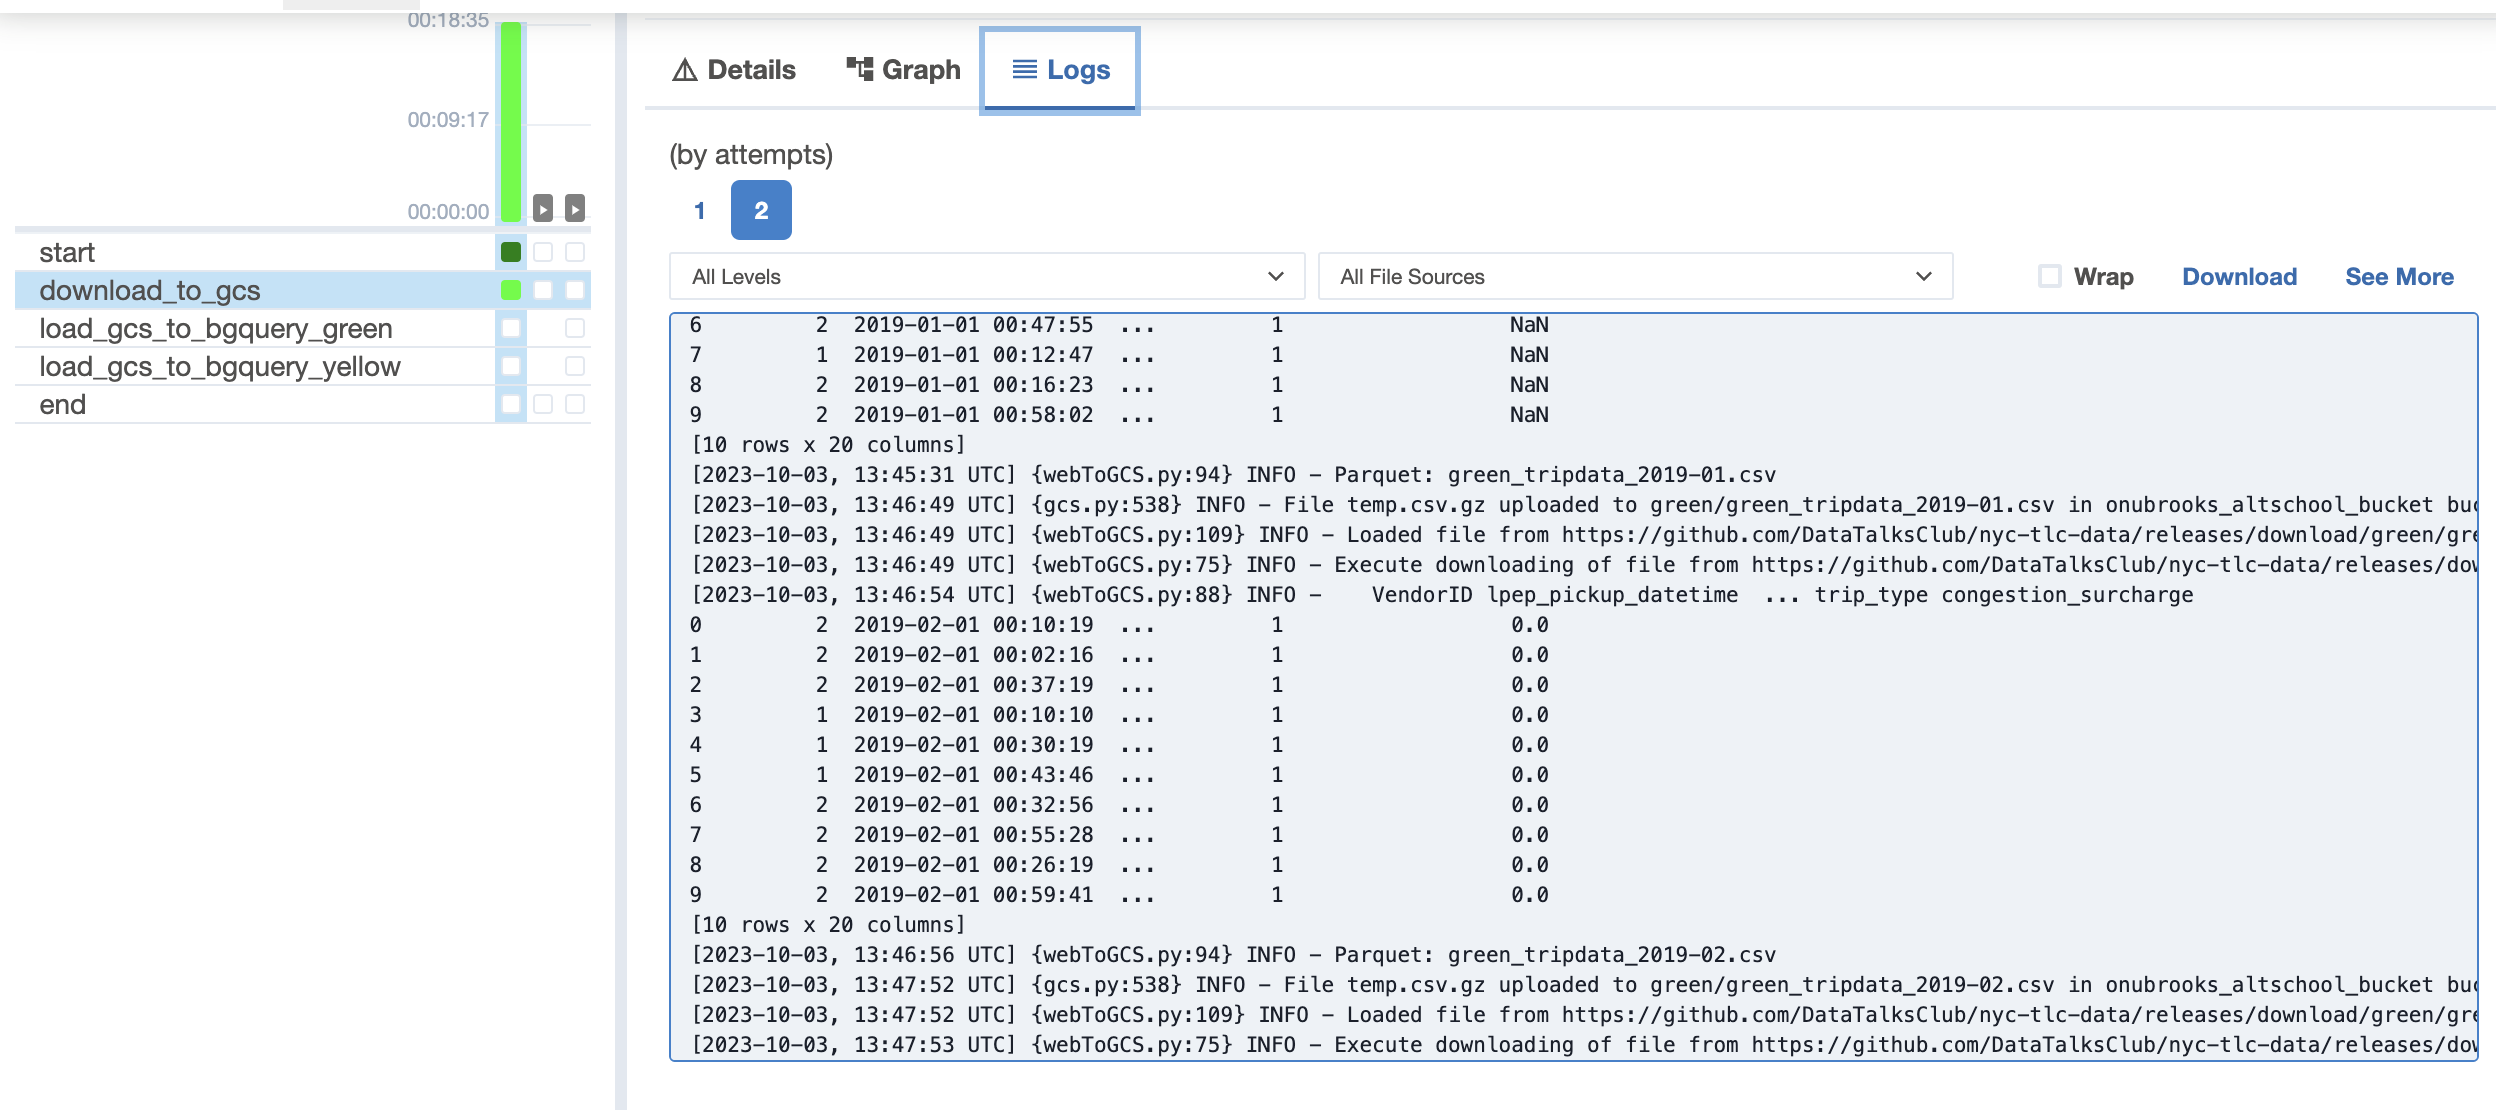 00:18:35
00:09:17
00:00:00
start
download_to_gcs
load_gcs_to_bgquery_green
load_gcs_to_bgquery_yellow
end
Details Graph Logs
(by attempts)
1 2
All Levels All File Sources Wrap Download See More
6 2 2019-01-01 00:47:55 ... 1 NaN
7 1 2019-01-01 00:12:47 ... 1 NaN
8 2 2019-01-01 00:16:23 ... 1 NaN
9 2 2019-01-01 00:58:02 ... 1 NaN
[10 rows x 20 columns]
[2023-10-03, 13:45:31 UTC] {webToGCS.py:94} INFO - Parquet: green_tripdata_2019-01.csv
[2023-10-03, 13:46:49 UTC] {gcs.py:538} INFO - File temp.csv.gz uploaded to green/green_tripdata_2019-01.csv in onubrooks_altschool_bucket buc
[2023-10-03, 13:46:49 UTC] {webToGCS.py:109} INFO - Loaded file from https://github.com/DataTalksClub/nyc-tlc-data/releases/download/green/gre
[2023-10-03, 13:46:49 UTC] {webToGCS.py:75} INFO - Execute downloading of file from https://github.com/DataTalksClub/nyc-tlc-data/releases/dow
[2023-10-03, 13:46:54 UTC] {webToGCS.py:88} INFO - VendorID lpep_pickup_datetime ... trip_type congestion_surcharge
0 2 2019-02-01 00:10:19 ... 1 0.0
1 2 2019-02-01 00:02:16 ... 1 0.0
2 2 2019-02-01 00:37:19 ... 1 0.0
3 1 2019-02-01 00:10:10 ... 1 0.0
4 1 2019-02-01 00:30:19 ... 1 0.0
5 1 2019-02-01 00:43:46 ... 1 0.0
6 2 2019-02-01 00:32:56 ... 1 0.0
7 2 2019-02-01 00:55:28 ... 1 0.0
8 2 2019-02-01 00:26:19 ... 1 0.0
9 2 2019-02-01 00:59:41 ... 1 0.0
[10 rows x 20 columns]
[2023-10-03, 13:46:56 UTC] {webToGCS.py:94} INFO - Parquet: green_tripdata_2019-02.csv
[2023-10-03, 13:47:52 UTC] {gcs.py:538} INFO - File temp.csv.gz uploaded to green/green_tripdata_2019-02.csv in onubrooks_altschool_bucket buc
[2023-10-03, 13:47:52 UTC] {webToGCS.py:109} INFO - Loaded file from https://github.com/DataTalksClub/nyc-tlc-data/releases/download/green/gre
[2023-10-03, 13:47:53 UTC] {webToGCS.py:75} INFO - Execute downloading of file from https://github.com/DataTalksClub/nyc-tlc-data/releases/dow